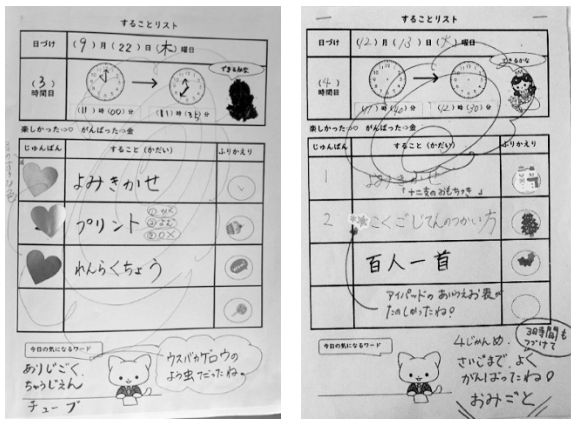 することリスト
日づけ
(9)月(22)日(木)曜日
(3)
時間目
できるかな
(11)時(00)分
(11)時(35)分
楽しかった→○ がんばった→金
じゅんばん
すること(かだい)
ふりかえり
よみきかせ
プリント
③○×
れんらくちょう
今日の気になるワード
ありじごく
ちゅうじえん
チューブ
ウスバカゲロウの
よう虫だったね。
することリスト
日づけ
(12)月(13)日(火)曜日
(4)
時間目
できるかな
(12)時(30)分
楽しかった→○ がんばった→金
じゅんばん
すること(かだい)
ふりかえり
1
「十二支のおもちつき」
2
こくごじてんのつかい方
百人一首
アイパッドのあいうえお表が
たのしかったね!
今日の気になるワード
4じかんめ、
3時間も
つづけて
さいごまで、よく
がんばったね!
おみごと